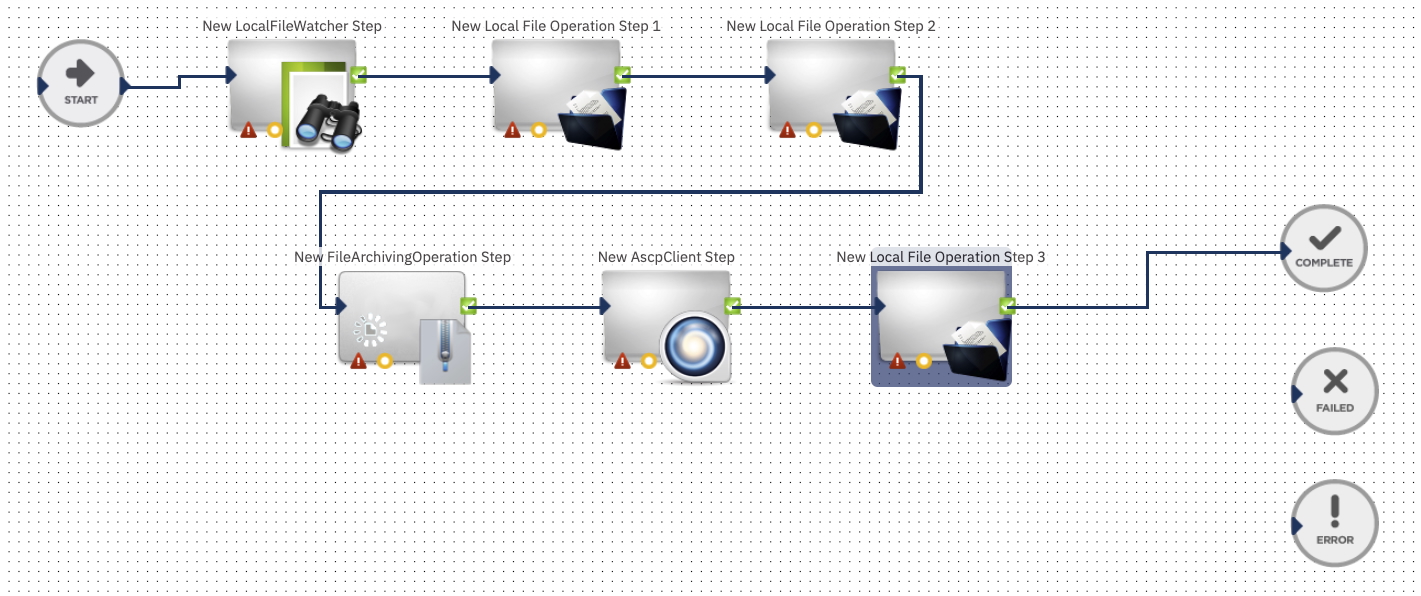 New LocalFileWatcher Step
New Local File Operation Step 1
New Local File Operation Step 2
START
New FileArchivingOperation Step
New AscpClient Step
New Local File Operation Step 3
COMPLETE
FAILED
ERROR